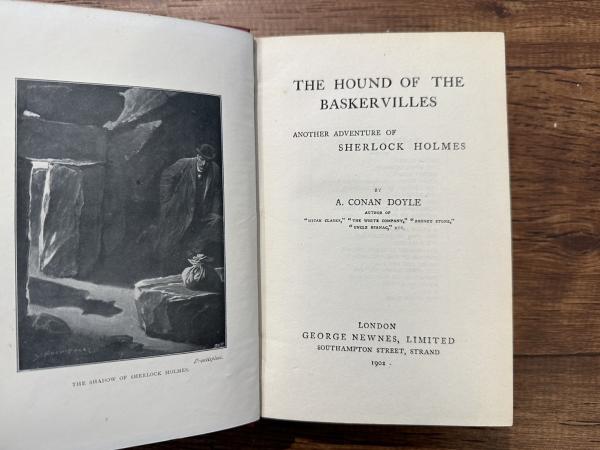 THE SHADOW OF SHERLOCK HOLMES.
Frontispiece.
THE HOUND OF THE
BASKERVILLES
ANOTHER ADVENTURE OF
SHERLOCK HOLMES
BY
A. CONAN DOYLE
AUTHOR OF
"MICAH CLARKE," "THE WHITE COMPANY," "RODNEY STONE,"
"UNCLE BERNAC," ETC.
LONDON
GEORGE NEWNES, LIMITED
SOUTHAMPTON STREET, STRAND
1902